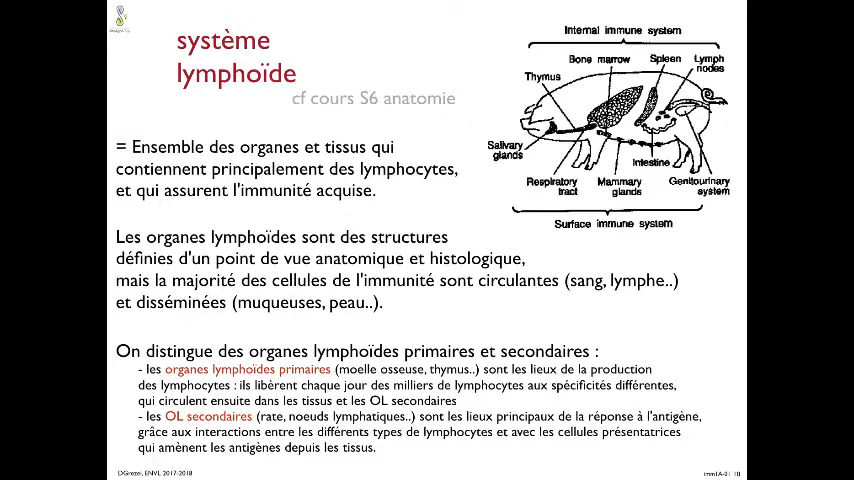 système
lymphoïde
cf cours S6 anatomie
Internal immune system
Bone marrow
Spleen
Lymph
nodes
Thymus
Salivary
glands
Intestine
Respiratory
tract
Mammary
glands
Genitourinary
system
Surface immune system
= Ensemble des organes et tissus qui
contiennent principalement des lymphocytes,
et qui assurent l'immunité acquise.
Les organes lymphoïdes sont des structures
définies d'un point de vue anatomique et histologique,
mais la majorité des cellules de l'immunité sont circulantes (sang, lymphe..)
et disséminées (muqueuses, peau..).
On distingue des organes lymphoïdes primaires et secondaires :
- les organes lymphoïdes primaires (moelle osseuse, thymus..) sont les lieux de la production
des lymphocytes : ils libèrent chaque jour des milliers de lymphocytes aux spécificités différentes,
qui circulent ensuite dans les tissus et les OL secondaires
- les OL secondaires (rate, noeuds lymphatiques..) sont les lieux principaux de la réponse à l'antigène,
grâce aux interactions entre les différents types de lymphocytes et avec les cellules présentatrices
qui amènent les antigènes depuis les tissus.
DGrezel, ENVL 2017-2018
imm1A-01 10